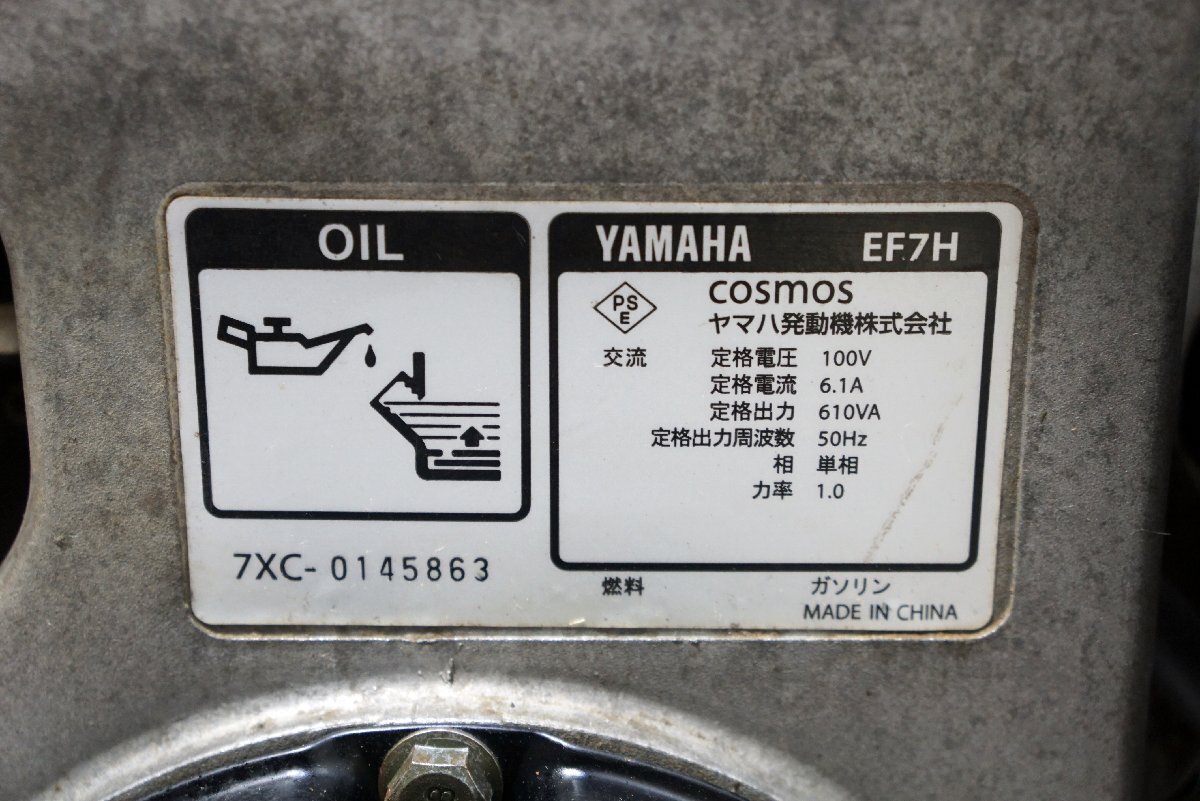 OIL
7XC-0145863
YAMAHA EF7H
PS
E
cosmos
ヤマハ発動機株式会社
交流 定格電圧 100V
定格電流 6.1A
定格出力 610VA
定格出力周波数 50Hz
相 単相
力率 1.0
燃料 ガソリン
MADE IN CHINA
8